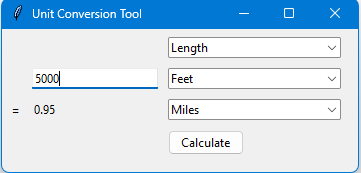 Unit Conversion Tool
Length
5000 Feet
= 0.95 Miles
Calculate